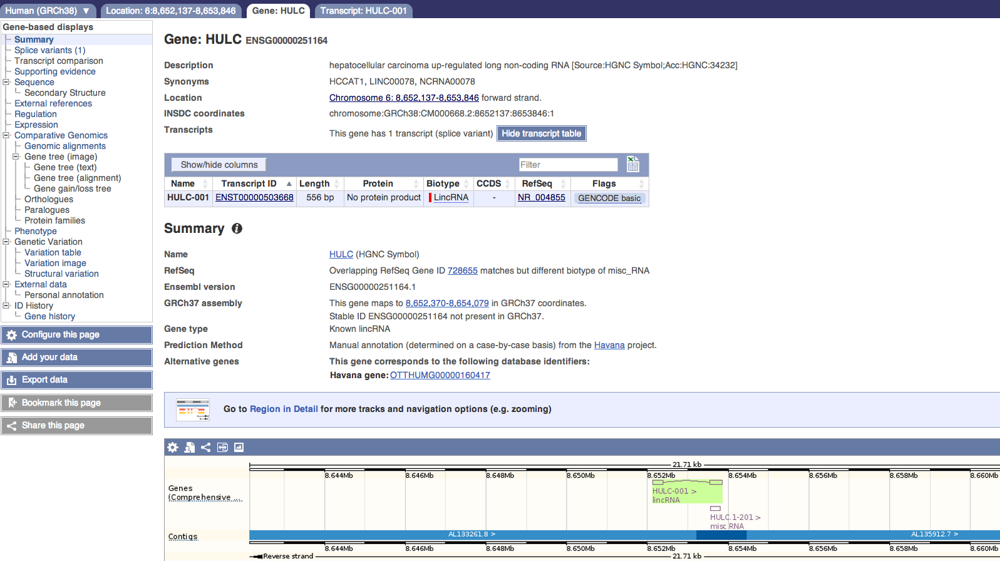 Human (GRCh38) ▼ Location: 6:8,652,137-8,653,846 Gene: HULC Transcript: HULC-001
Gene-based displays
Summary
Splice variants (1)
Transcript comparison
Supporting evidence
Sequence
Secondary Structure
External references
Regulation
Expression
Comparative Genomics
Genomic alignments
Gene tree (image)
Gene tree (text)
Gene tree (alignment)
Gene gain/loss tree
Orthologues
Paralogues
Protein families
Phenotype
Genetic Variation
Variation table
Variation image
Structural variation
External data
Personal annotation
ID History
Gene history
Configure this page
Add your data
Export data
Bookmark this page
Share this page
Gene: HULC ENSG00000251164
Description hepatocellular carcinoma up-regulated long non-coding RNA [Source:HGNC Symbol;Acc:HGNC:34232]
Synonyms HCCAT1, LINC00078, NCRNA00078
Location Chromosome 6: 8,652,137-8,653,846 forward strand.
INSDC coordinates chromosome:GRCh38:CM000668.2:8652137:8653846:1
Transcripts This gene has 1 transcript (splice variant) Hide transcript table
Show/hide columns Filter
Name Transcript ID Length Protein Biotype CCDS RefSeq Flags
HULC-001 ENST00000503668 556 bp No protein product LincRNA - NR_004855 GENCODE basic
Summary i
Name HULC (HGNC Symbol)
RefSeq Overlapping RefSeq Gene ID 728655 matches but different biotype of misc_RNA
Ensembl version ENSG00000251164.1
GRCh37 assembly This gene maps to 8,652,370-8,654,079 in GRCh37 coordinates.
Stable ID ENSG00000251164 not present in GRCh37.
Gene type Known lincRNA
Prediction Method Manual annotation (determined on a case-by-case basis) from the Havana project.
Alternative genes This gene corresponds to the following database identifiers:
Havana gene: OTTHUMG00000160417
Go to Region in Detail for more tracks and navigation options (e.g. zooming)
21.71 kb
8.644Mb 8.646Mb 8.648Mb 8.650Mb 8.652Mb 8.654Mb 8.656Mb 8.658Mb 8.660Mb
Genes
(Comprehensive ...
HULC-001 >
lincRNA
HULC.1-201 >
misc RNA
Contigs AL133261.8 > AL135912.7 >
8.644Mb 8.646Mb 8.648Mb 8.650Mb 8.652Mb 8.654Mb 8.656Mb 8.658Mb 8.660Mb
Reverse strand 21.71 kb